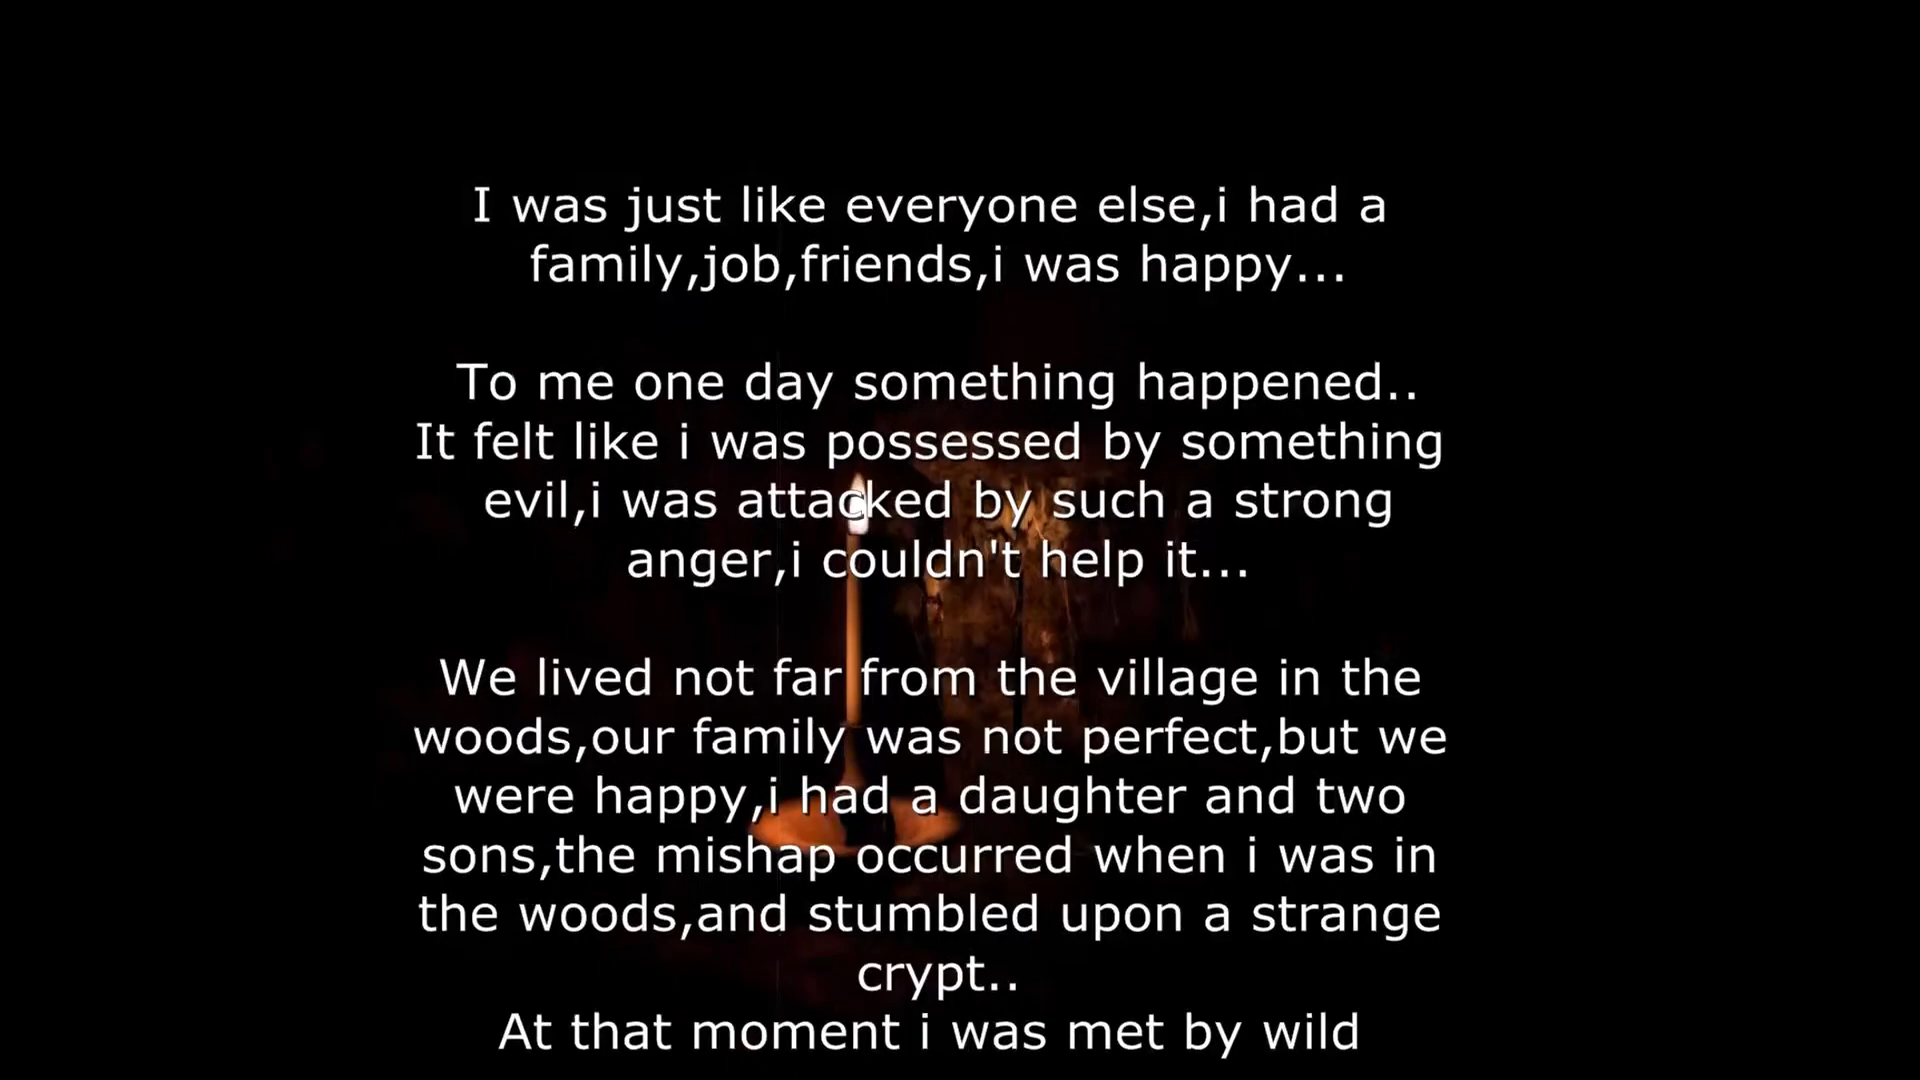 I was just like everyone else,i had a
family,job,friends,i was happy...
To me one day something happened..
It felt like i was possessed by something
evil,i was attacked by such a strong
anger,i couldn't help it...
We lived not far from the village in the
woods,our family was not perfect,but we
were happy,i had a daughter and two
sons,the mishap occurred when i was in
the woods,and stumbled upon a strange
crypt..
At that moment i was met by wild